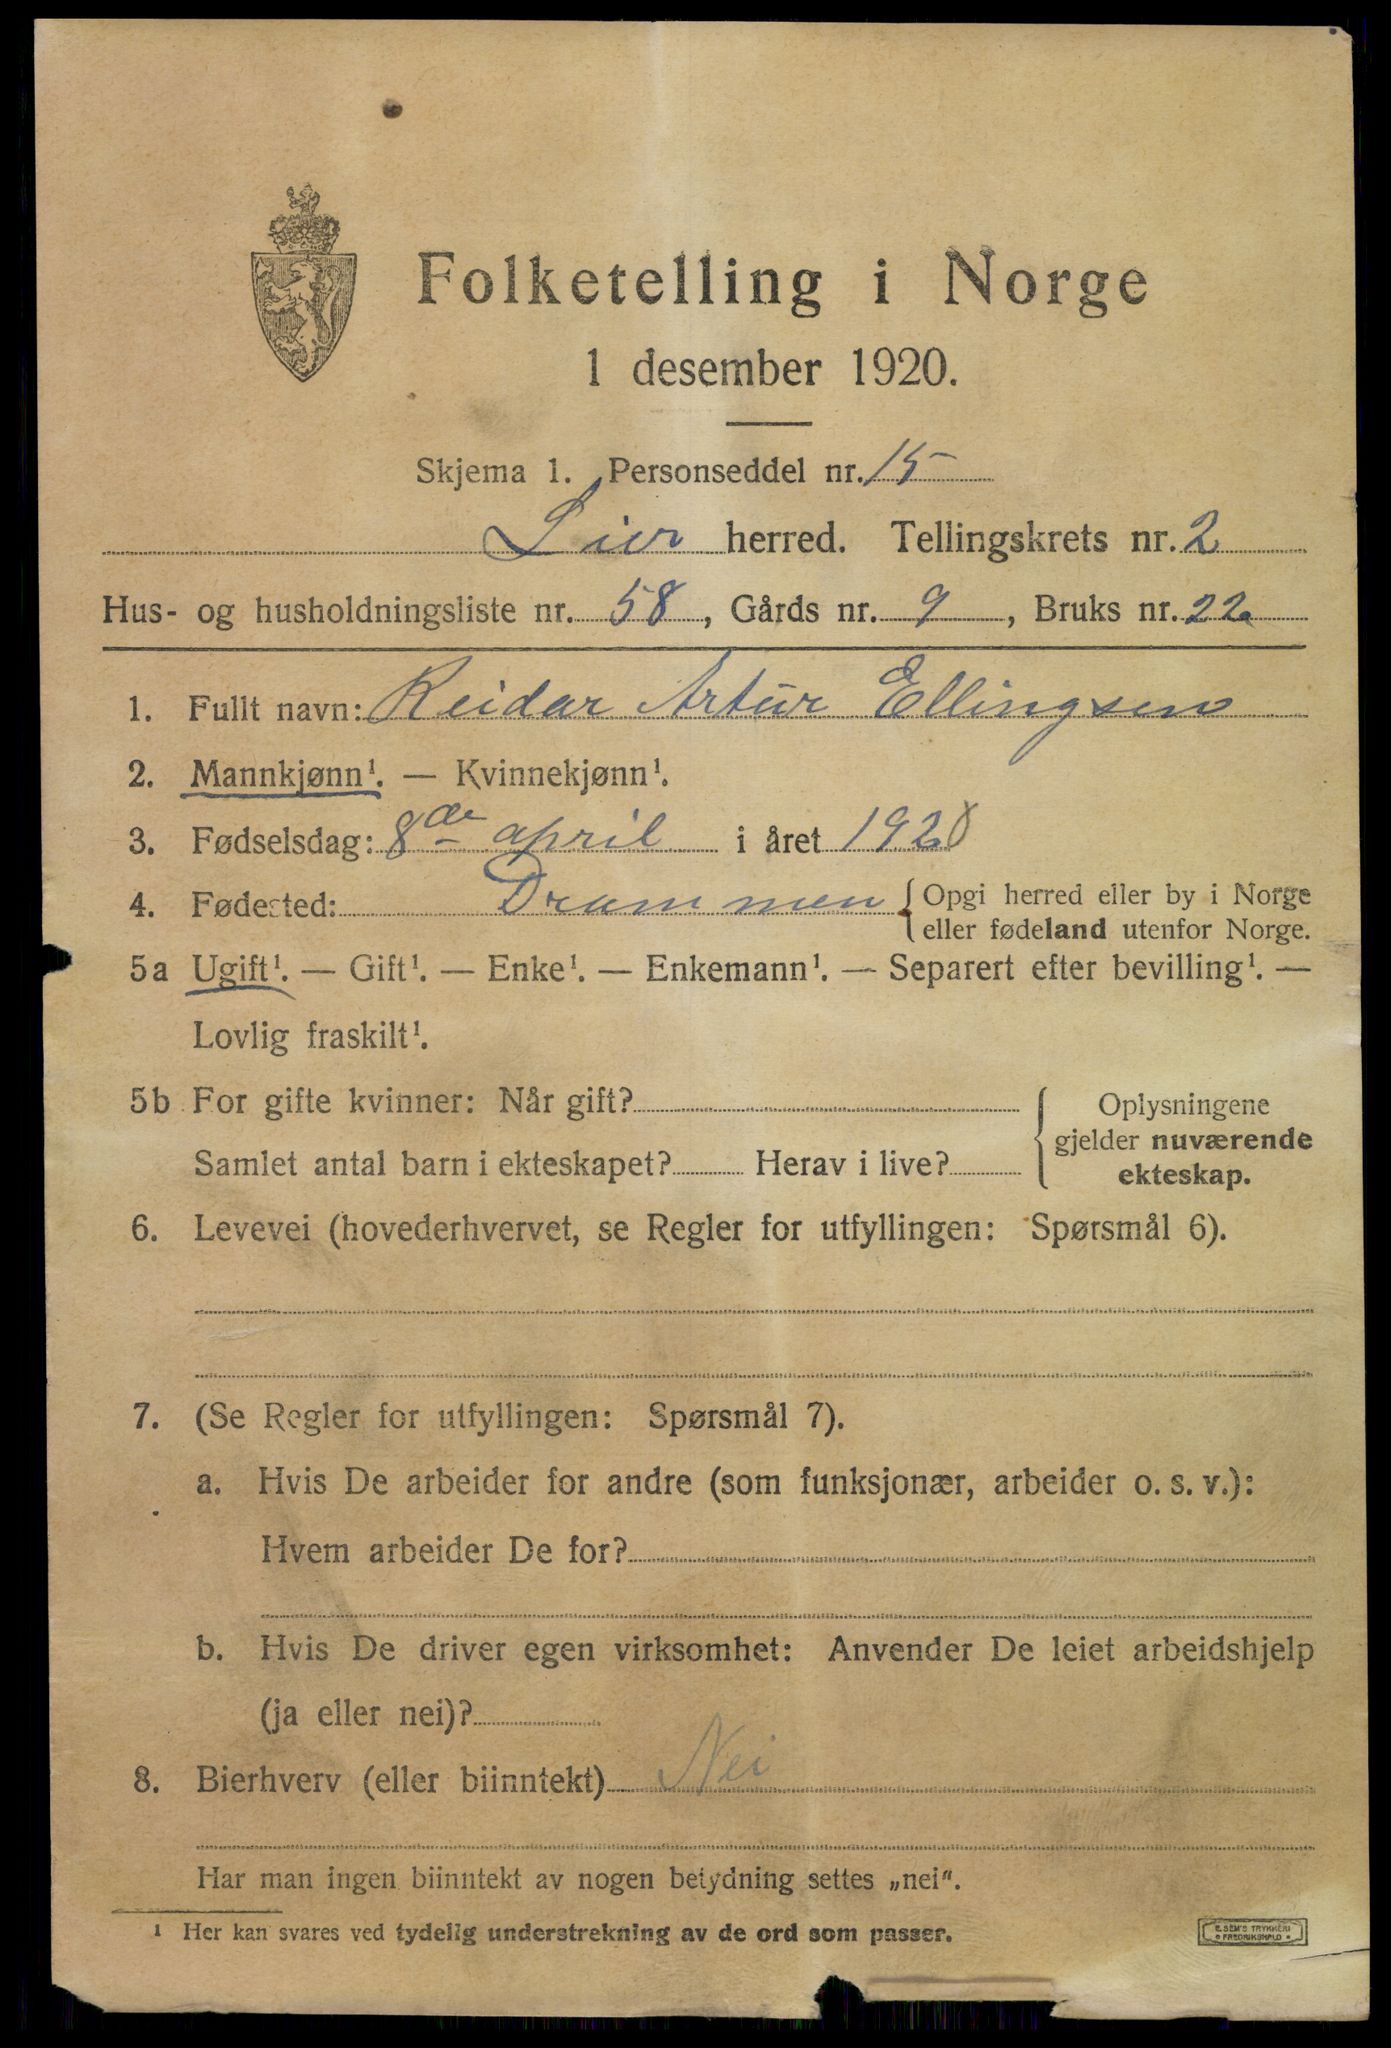 Folketelling i Norge
1 desember 1920.
Skjema 1. Personseddel nr. 15
Lier herred. Tellingskrets nr. 2
Hus- og husholdningsliste nr. 58, Gårds nr. 9, Bruks nr. 22
1. Fullt navn: Reidar Artur Ellingsen
2. Mannkjønn¹. — Kvinnekjønn¹.
3. Fødselsdag: 8de april i året 1920
4. Fødested: Drammen { Opgi herred eller by i Norge
eller fødeland utenfor Norge.
5a Ugift¹. — Gift¹. — Enke¹. — Enkemann¹. — Separert efter bevilling¹. —
Lovlig fraskilt¹.
5b For gifte kvinner: Når gift?
Samlet antal barn i ekteskapet? Herav i live?
Oplysningene
gjelder nuværende
ekteskap.
6. Levevei (hovederhvervet, se Regler for utfyllingen: Spørsmål 6).
7. (Se Regler for utfyllingen: Spørsmål 7).
a. Hvis De arbeider for andre (som funksjonær, arbeider o. s. v.):
Hvem arbeider De for?
b. Hvis De driver egen virksomhet: Anvender De leiet arbeidshjelp
(ja eller nei)?
8. Bierhverv (eller biinntekt) Nei
Har man ingen biinntekt av nogen betydning settes „nei".
¹ Her kan svares ved tydelig understrekning av de ord som passer.
E. SEM'S TRYKKERI
FREDRIKSHALD